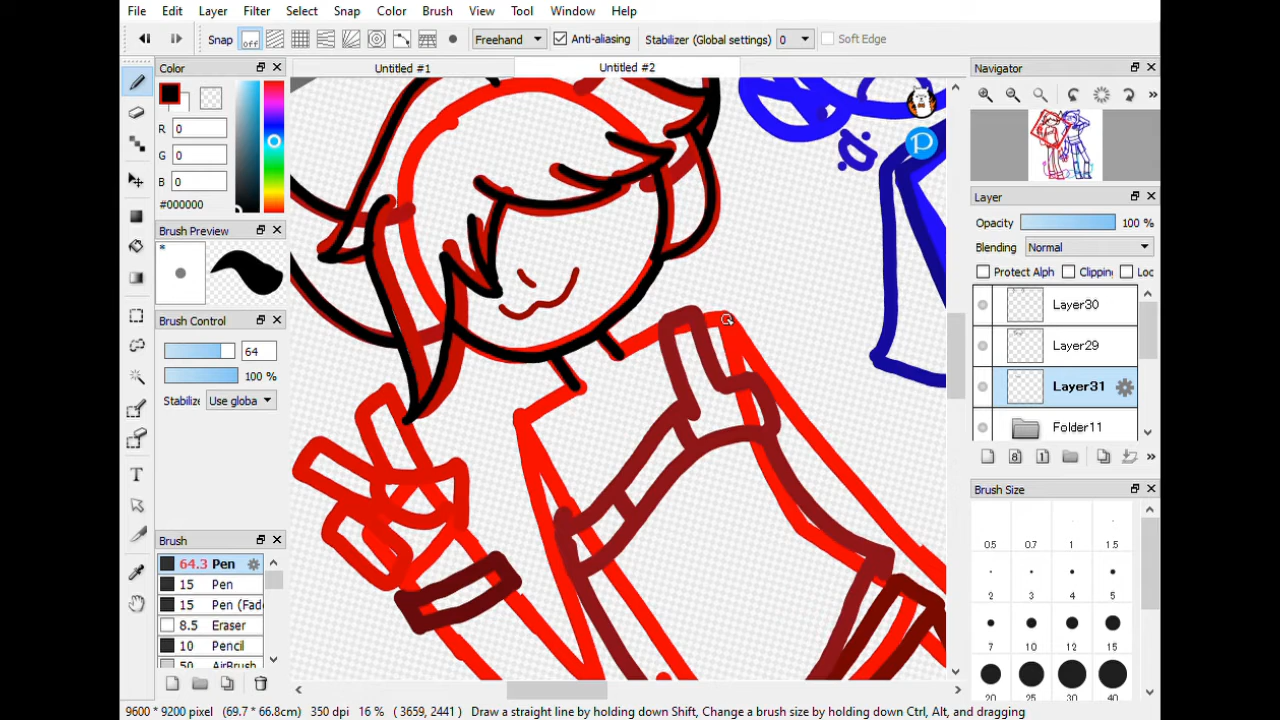 File Edit Layer Filter Select Snap Color Brush View Tool Window Help
Snap off Freehand Anti-aliasing Stabilizer (Global settings) 0 Soft Edge
Color
Untitled #1
Untitled #2
R 0
G 0
B 0
#000000
Brush Preview
*
Brush Control
64
100 %
Stabiliz Use globa
T
Brush
64.3 Pen
15 Pen
15 Pen (Fad
8.5 Eraser
10 Pencil
50 AirBrush
P
Navigator
Layer
Opacity 100 %
Blending Normal
Protect Alph Clipping Loc
Layer30
Layer29
Layer31
Folder11
8 1
Brush Size
0.5 0.7 1 1.5
2 3 4 5
7 10 12 15
20 25 30 40
9600 * 9200 pixel (69.7 * 66.8cm) 350 dpi 16 % ( 3659, 2441 ) Draw a straight line by holding down Shift, Change a brush size by holding down Ctrl, Alt, and dragging